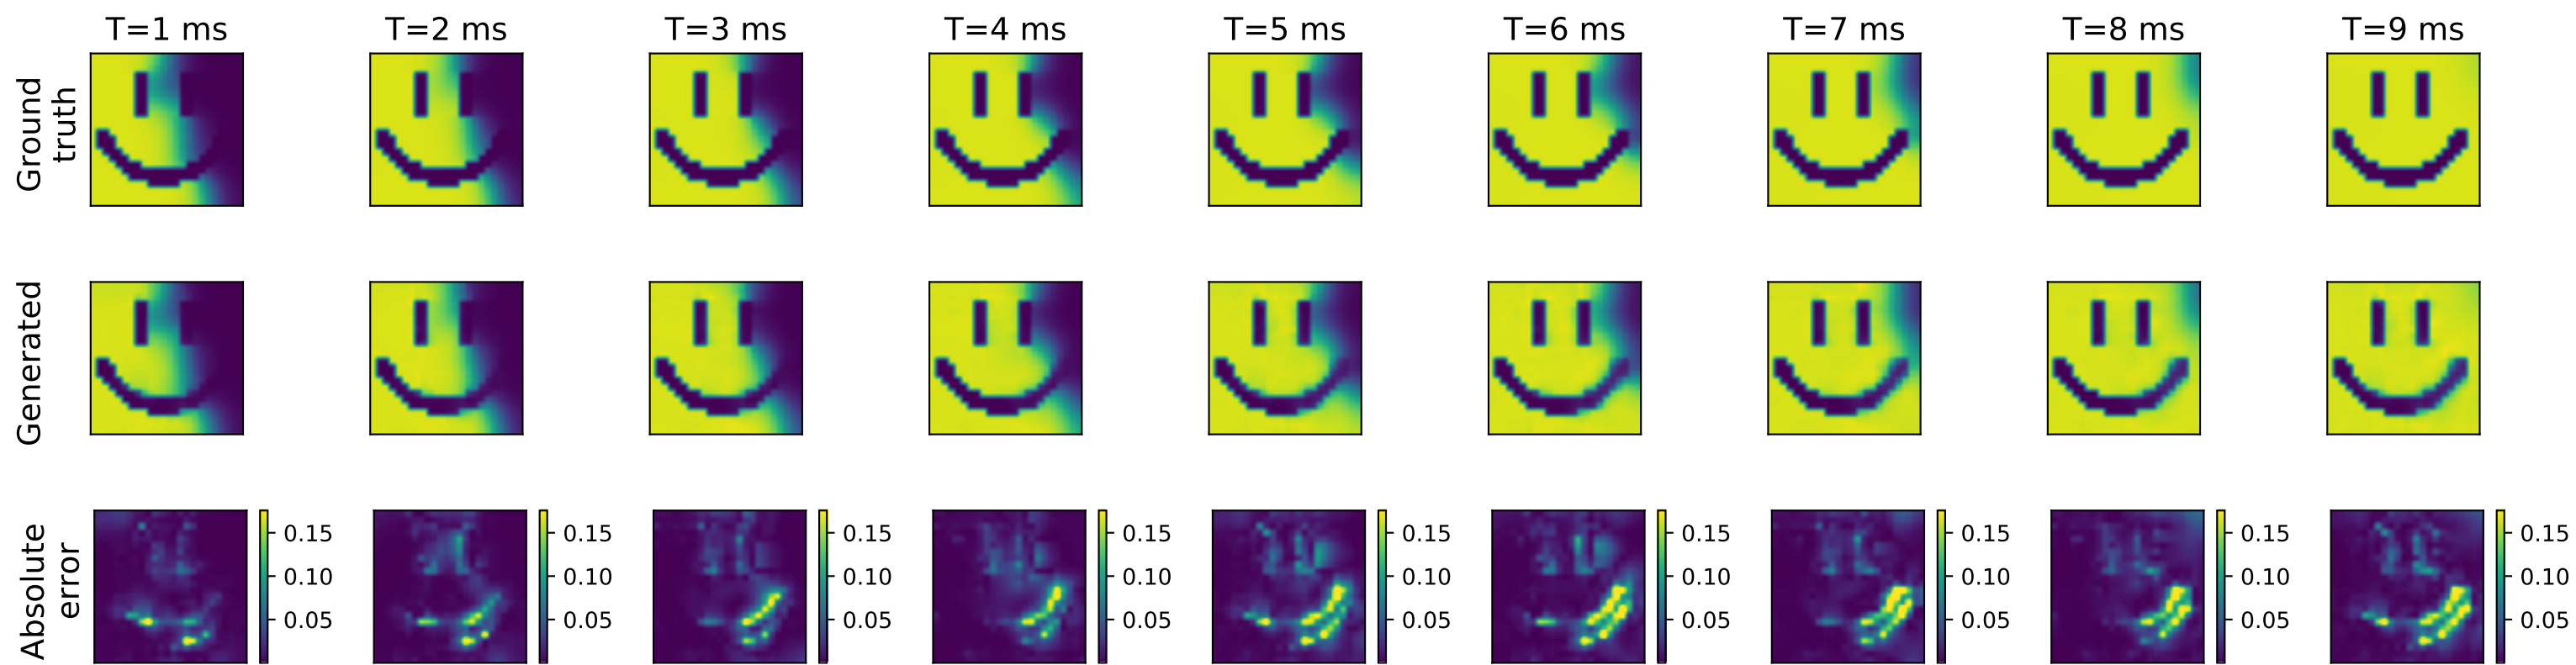 T=1 ms T=2 ms T=3 ms T=4 ms T=5 ms T=6 ms T=7 ms T=8 ms T=9 ms
Ground
truth
Generated
Absolute
error
0.15 0.15 0.15 0.15 0.15 0.15 0.15 0.15 0.15
0.10 0.10 0.10 0.10 0.10 0.10 0.10 0.10 0.10
0.05 0.05 0.05 0.05 0.05 0.05 0.05 0.05 0.05